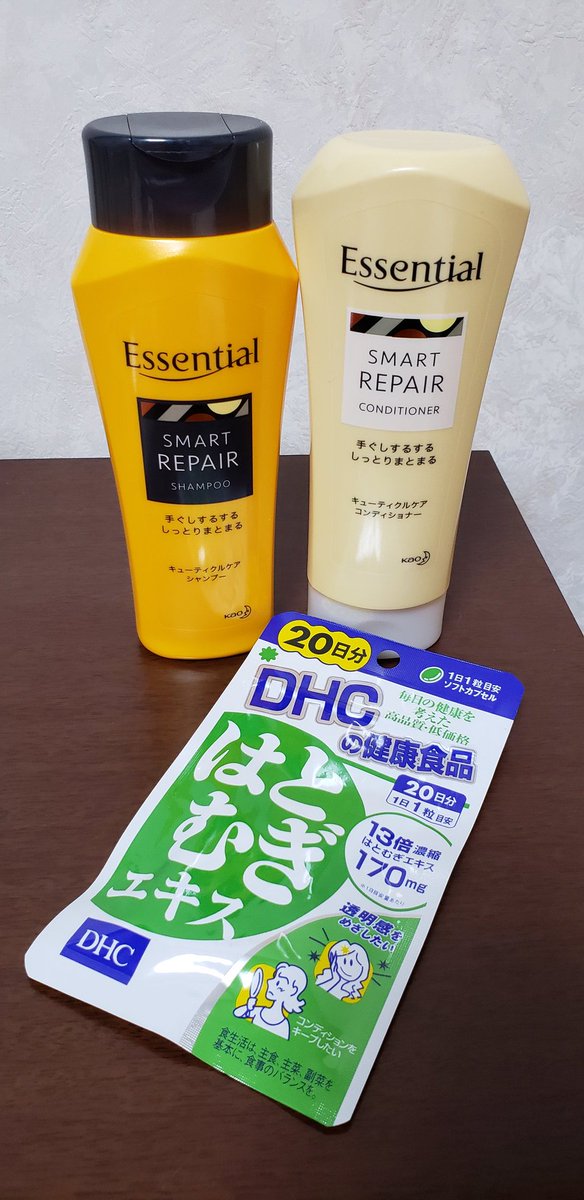 Essential
SMART
REPAIR
SHAMPOO
手ぐしするする
しっとりまとまる
キューティクルケア
シャンプー
Kao
Essential
SMART
REPAIR
CONDITIONER
手ぐしするする
しっとりまとまる
キューティクルケア
コンディショナー
Kao
20日分
1日1粒目安
ソフトカプセル
DHC
毎日の健康を
考えた
高品質・低価格
の健康食品
はと
むぎ
エキス
20日分
1日1粒目安
13倍濃縮
はとむぎエキス
170mg
※1日目安量あたり
透明感を
めざしたい
コンディションを
キープしたい
DHC
食生活は、主食、主菜、副菜を
基本に、食事のバランスを。